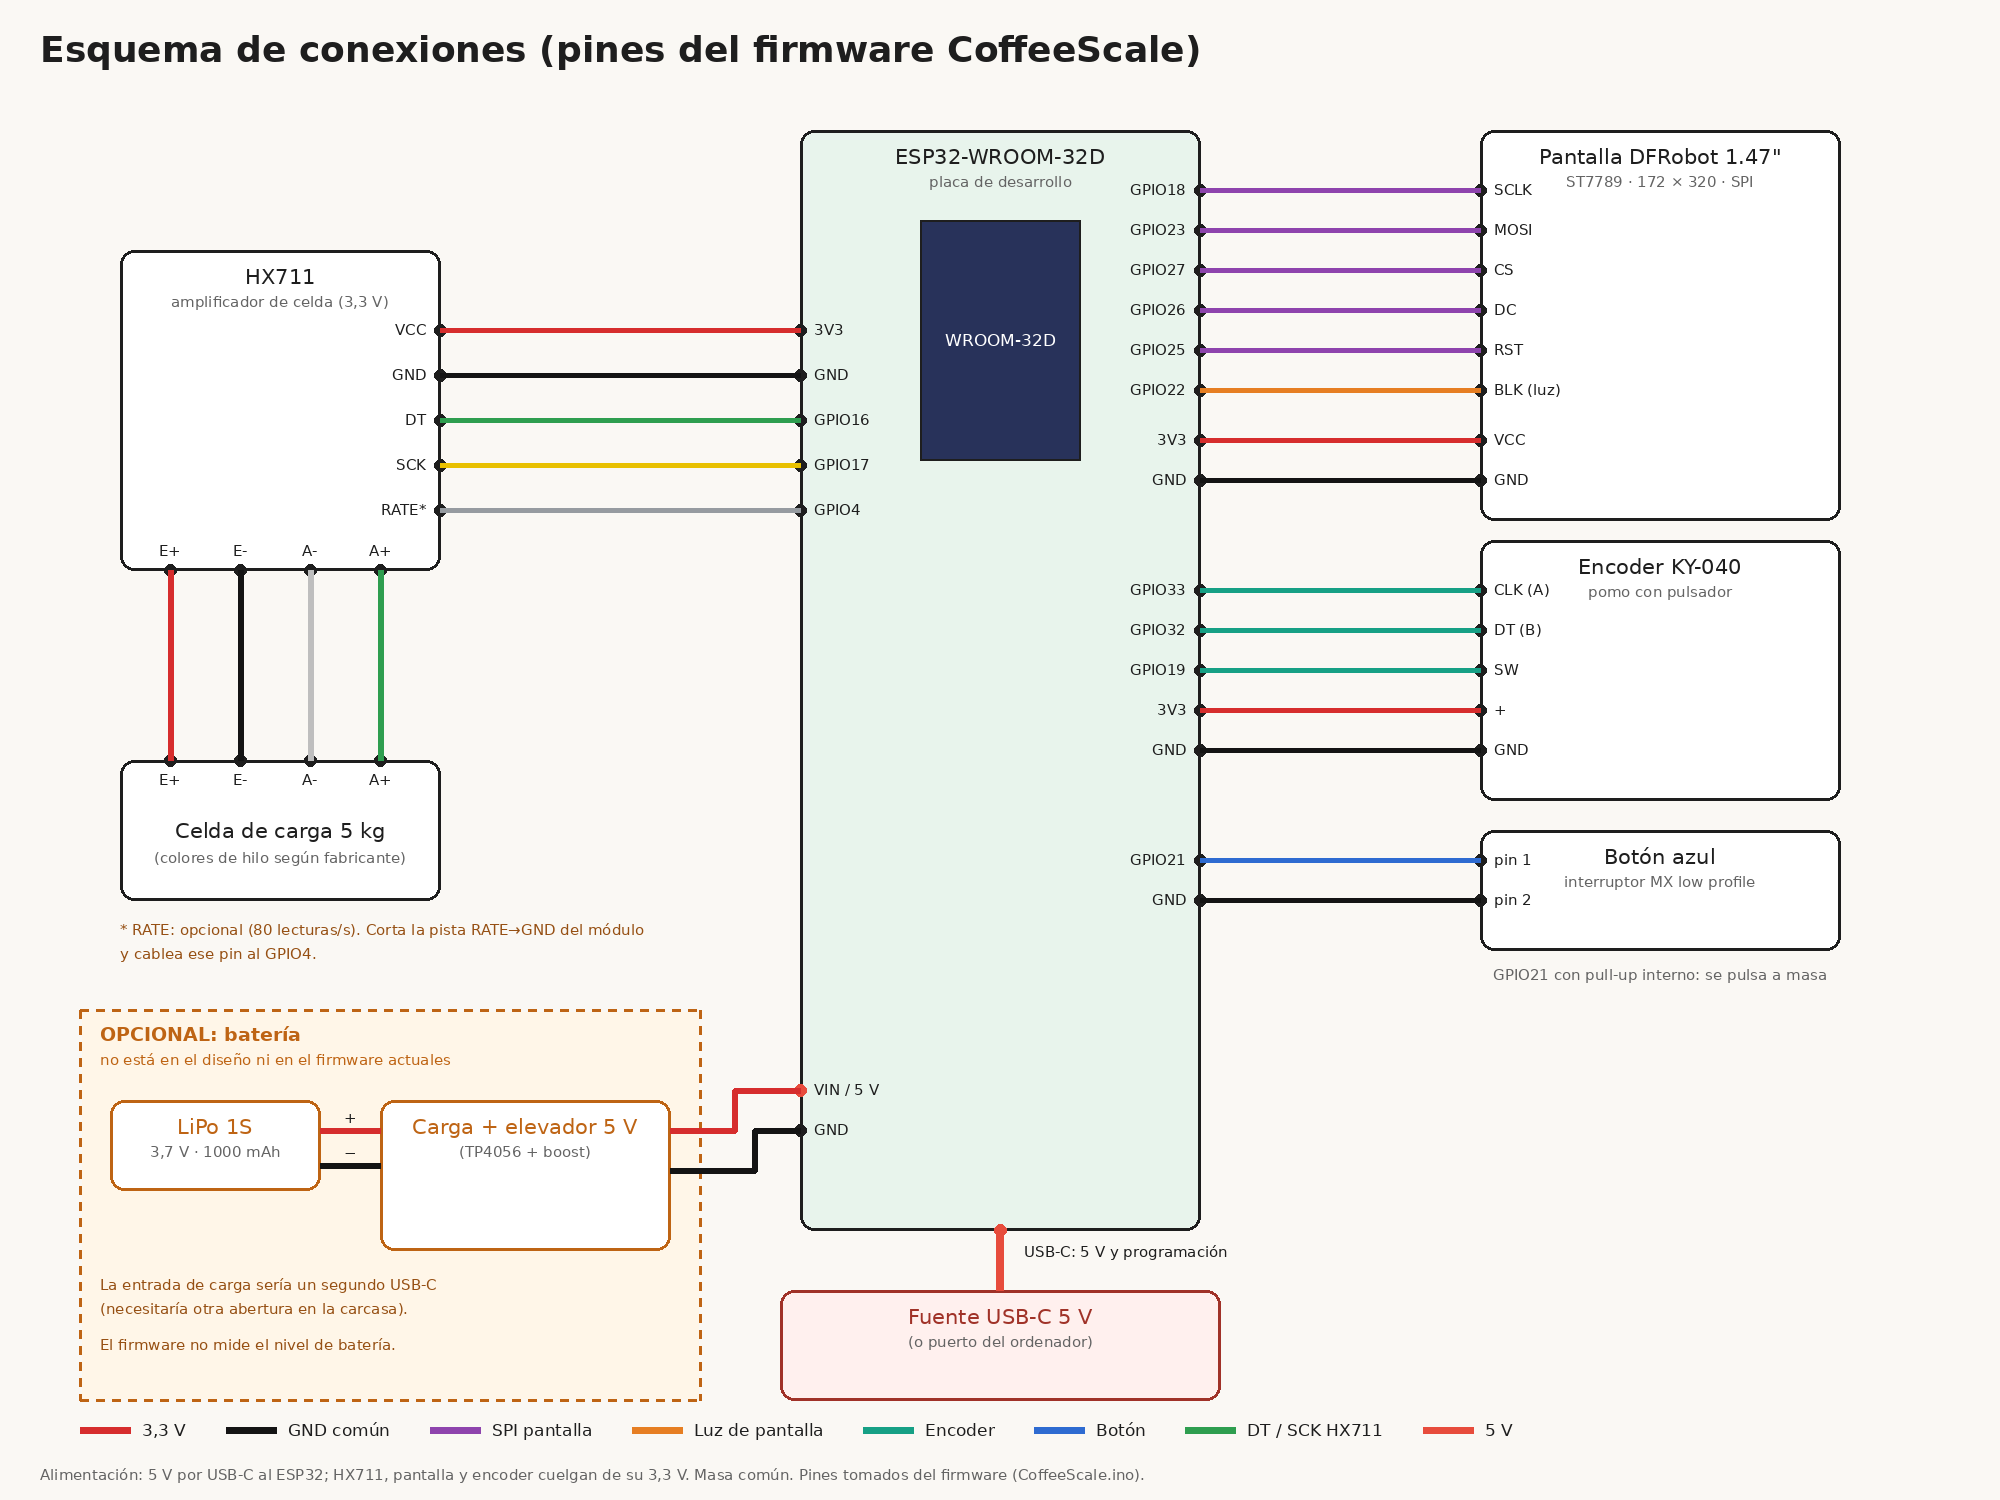 Esquema de conexiones (pines del firmware CoffeeScale)
HX711
amplificador de celda (3,3 V)
VCC
GND
DT
SCK
RATE*
E+ E- A- A+
E+ E- A- A+
Celda de carga 5 kg
(colores de hilo según fabricante)
* RATE: opcional (80 lecturas/s). Corta la pista RATE→GND del módulo
y cablea ese pin al GPIO4.
ESP32-WROOM-32D
placa de desarrollo
WROOM-32D
3V3
GND
GPIO16
GPIO17
GPIO4
GPIO18
GPIO23
GPIO27
GPIO26
GPIO25
GPIO22
3V3
GND
GPIO33
GPIO32
GPIO19
3V3
GND
GPIO21
GND
VIN / 5 V
GND
Pantalla DFRobot 1.47"
ST7789 · 172 × 320 · SPI
SCLK
MOSI
CS
DC
RST
BLK (luz)
VCC
GND
Encoder KY-040
pomo con pulsador
CLK (A)
DT (B)
SW
+
GND
Botón azul
interruptor MX low profile
pin 1
pin 2
GPIO21 con pull-up interno: se pulsa a masa
OPCIONAL: batería
no está en el diseño ni en el firmware actuales
LiPo 1S
3,7 V · 1000 mAh
+
−
Carga + elevador 5 V
(TP4056 + boost)
La entrada de carga sería un segundo USB-C
(necesitaría otra abertura en la carcasa).
El firmware no mide el nivel de batería.
USB-C: 5 V y programación
Fuente USB-C 5 V
(o puerto del ordenador)
3,3 V GND común SPI pantalla Luz de pantalla Encoder Botón DT / SCK HX711 5 V
Alimentación: 5 V por USB-C al ESP32; HX711, pantalla y encoder cuelgan de su 3,3 V. Masa común. Pines tomados del firmware (CoffeeScale.ino).